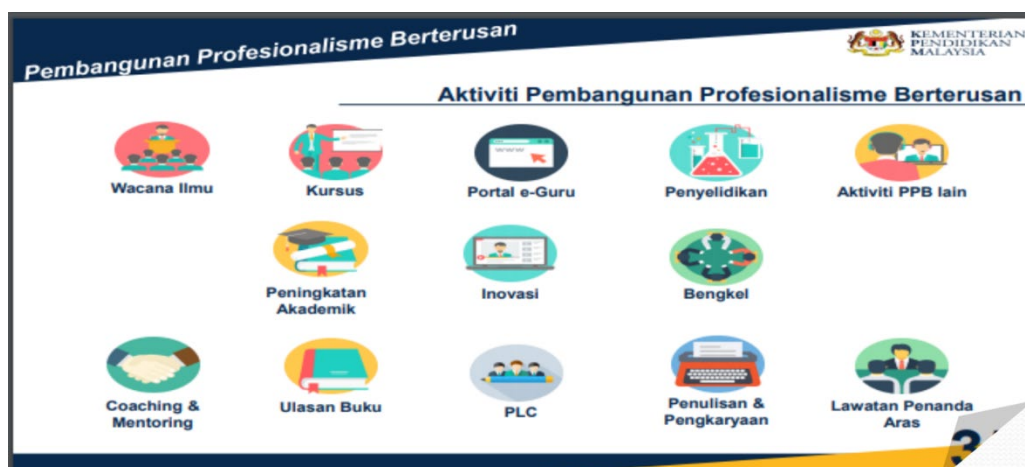 Pembangunan Profesionalisme Berterusan
KEMENTERIAN
PENDIDIKAN
MALAYSIA
Aktiviti Pembangunan Profesionalisme Berterusan
Wacana Ilmu
Kursus
Portal e-Guru
Penyelidikan
Aktiviti PPB lain
Peningkatan
Akademik
Inovasi
Bengkel
Coaching &
Mentoring
Ulasan Buku
PLC
Penulisan &
Pengkaryaan
Lawatan Penanda
Aras